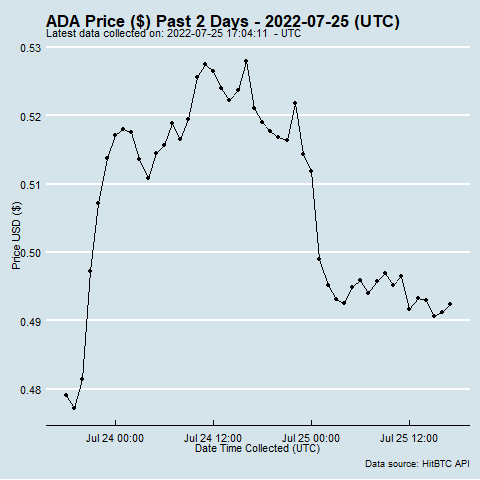 ADA Price ($) Past 2 Days - 2022-07-25 (UTC)
Latest data collected on: 2022-07-25 17:04:11  - UTC
0.53
0.52
0.51
0.50
0.49
0.48
Price USD ($)
Jul 24 00:00 Jul 24 12:00 Jul 25 00:00 Jul 25 12:00
Date Time Collected (UTC)
Data source: HitBTC API